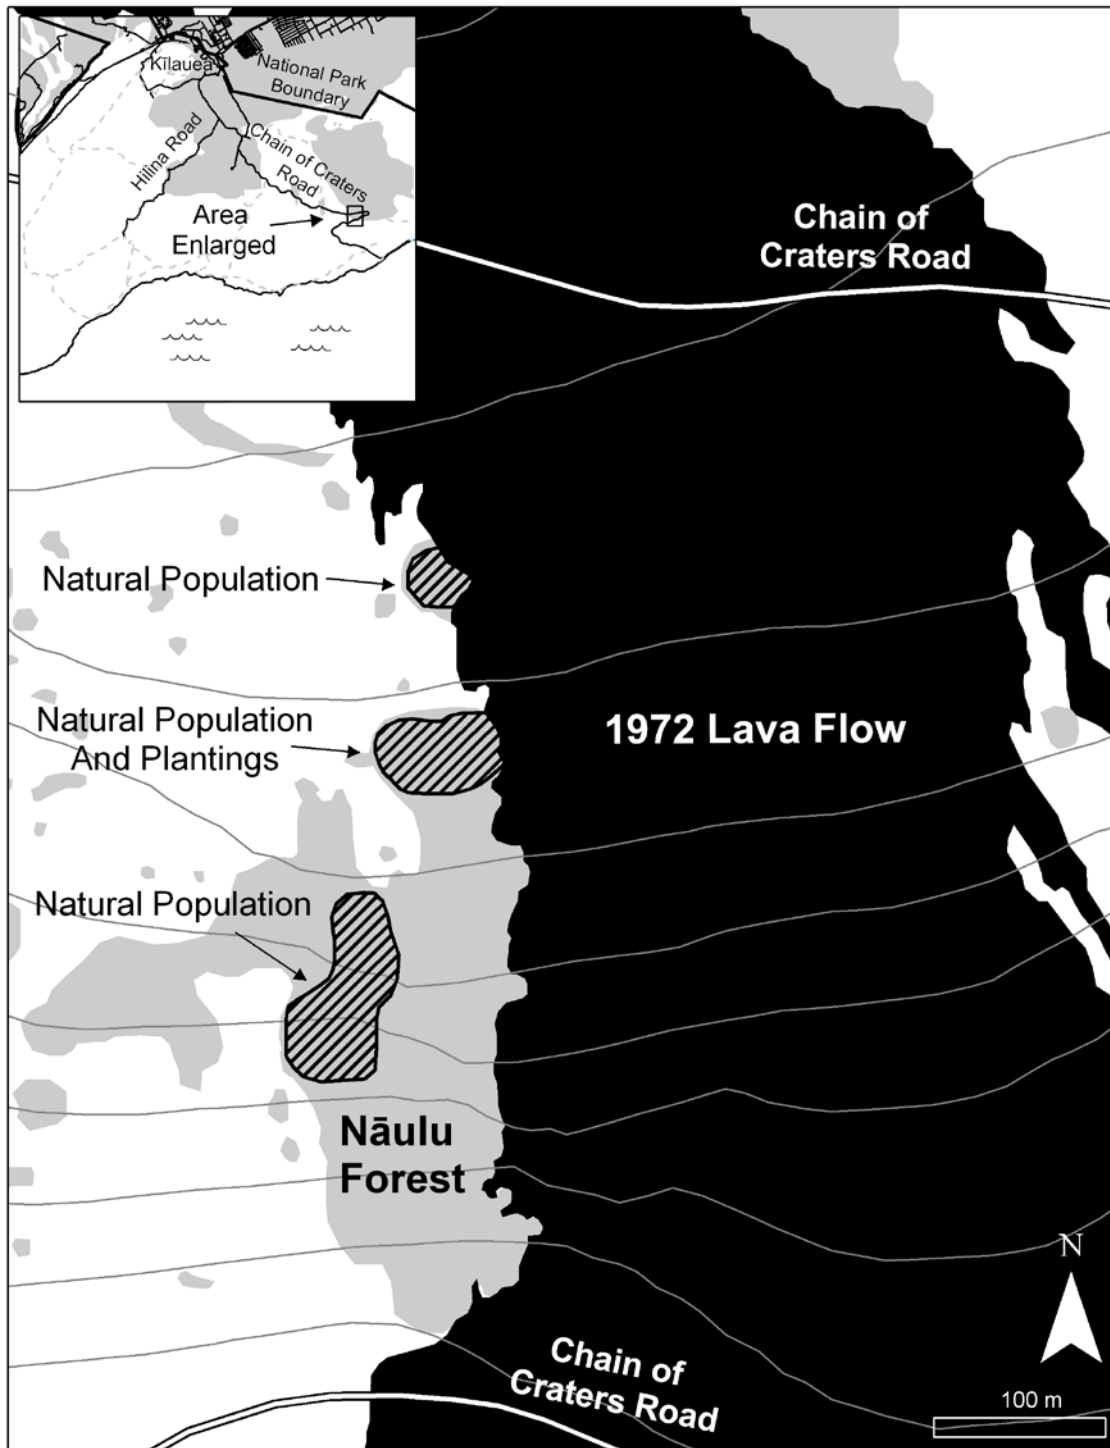 Kīlauea
National Park
Boundary
Hilina Road
Chain of Craters
Road
Area
Enlarged
Chain of
Craters Road
Natural Population
Natural Population
And Plantings
1972 Lava Flow
Natural Population
Nāulu
Forest
N
Chain of
Craters Road
100 m